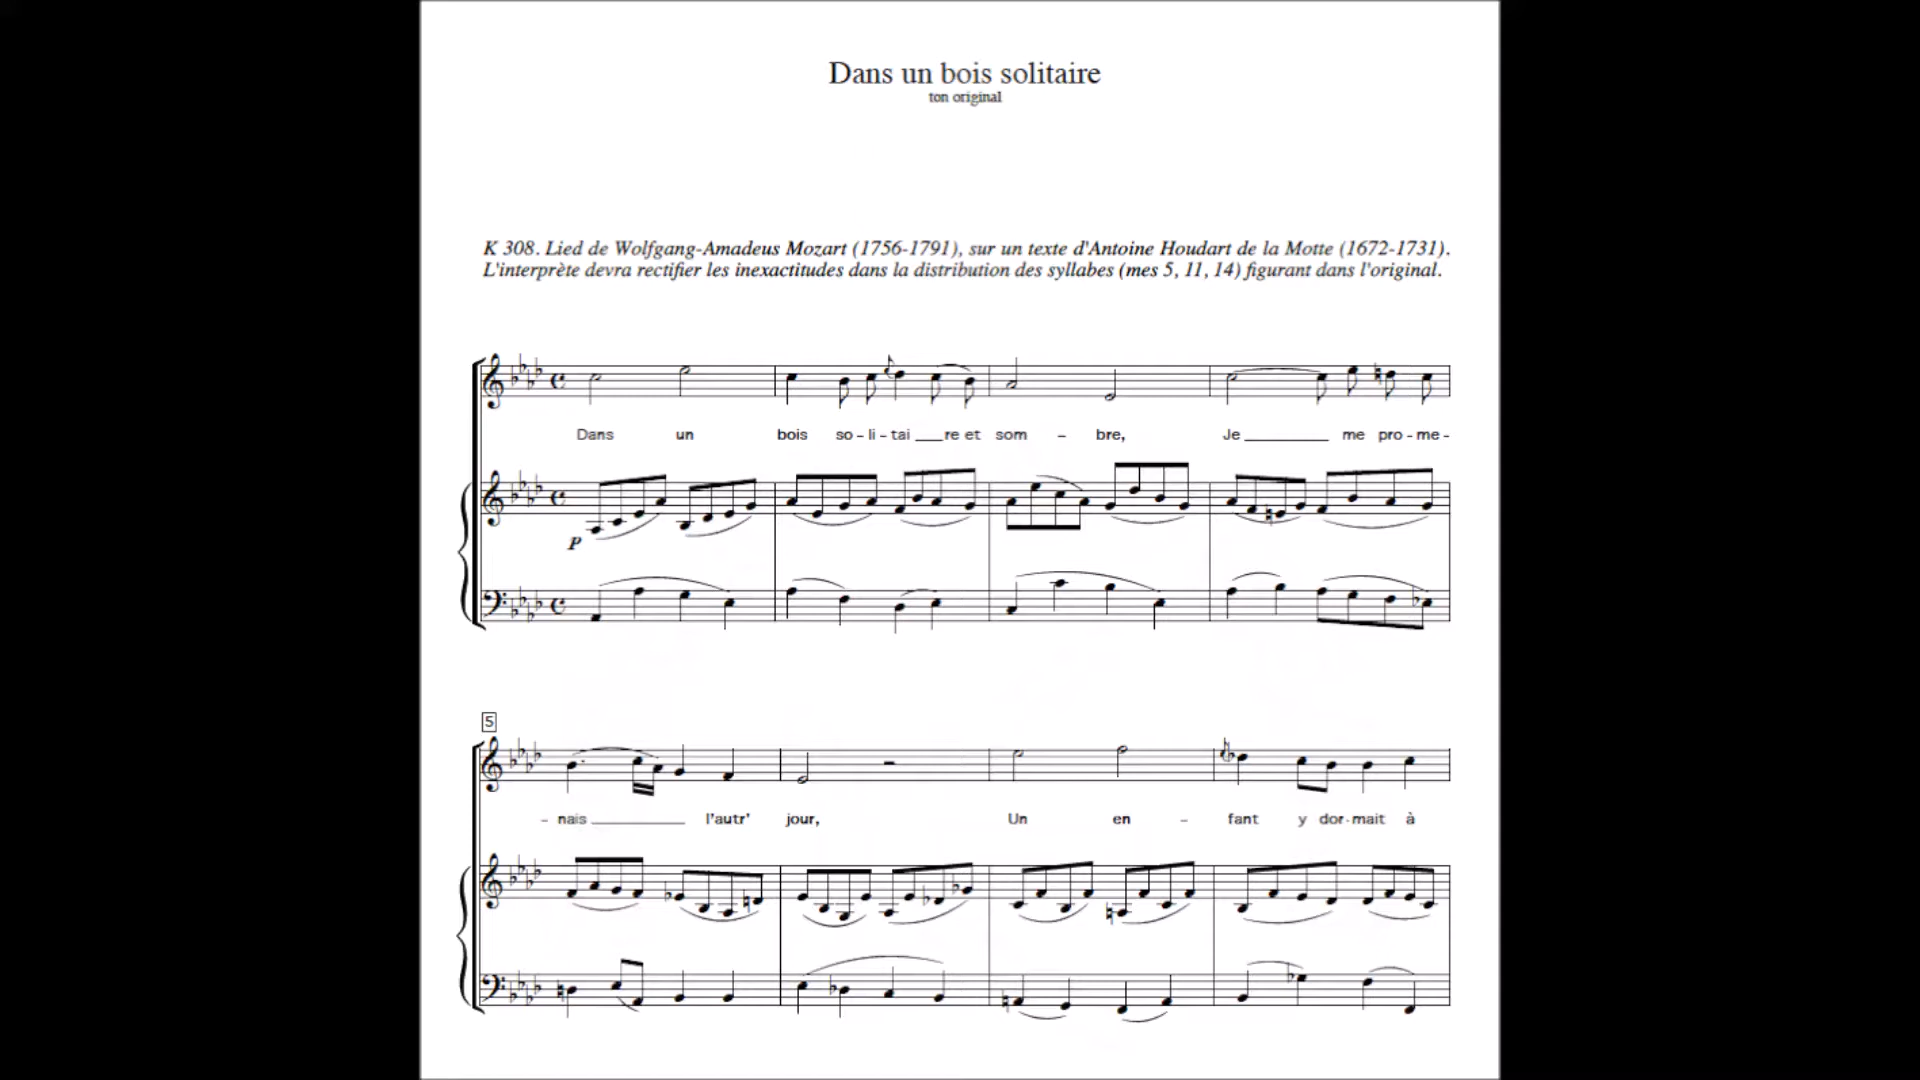 Dans un bois solitaire
ton original
K 308. Lied de Wolfgang-Amadeus Mozart (1756-1791), sur un texte d'Antoine Houdart de la Motte (1672-1731).
L'interprète devra rectifier les inexactitudes dans la distribution des syllabes (mes 5, 11, 14) figurant dans l'original.
Dans un bois so - li - tai ___ re et som - bre, Je ________ me pro - me -
P
5
- nais _________ l'autr' jour, Un en - fant y dor - mait à